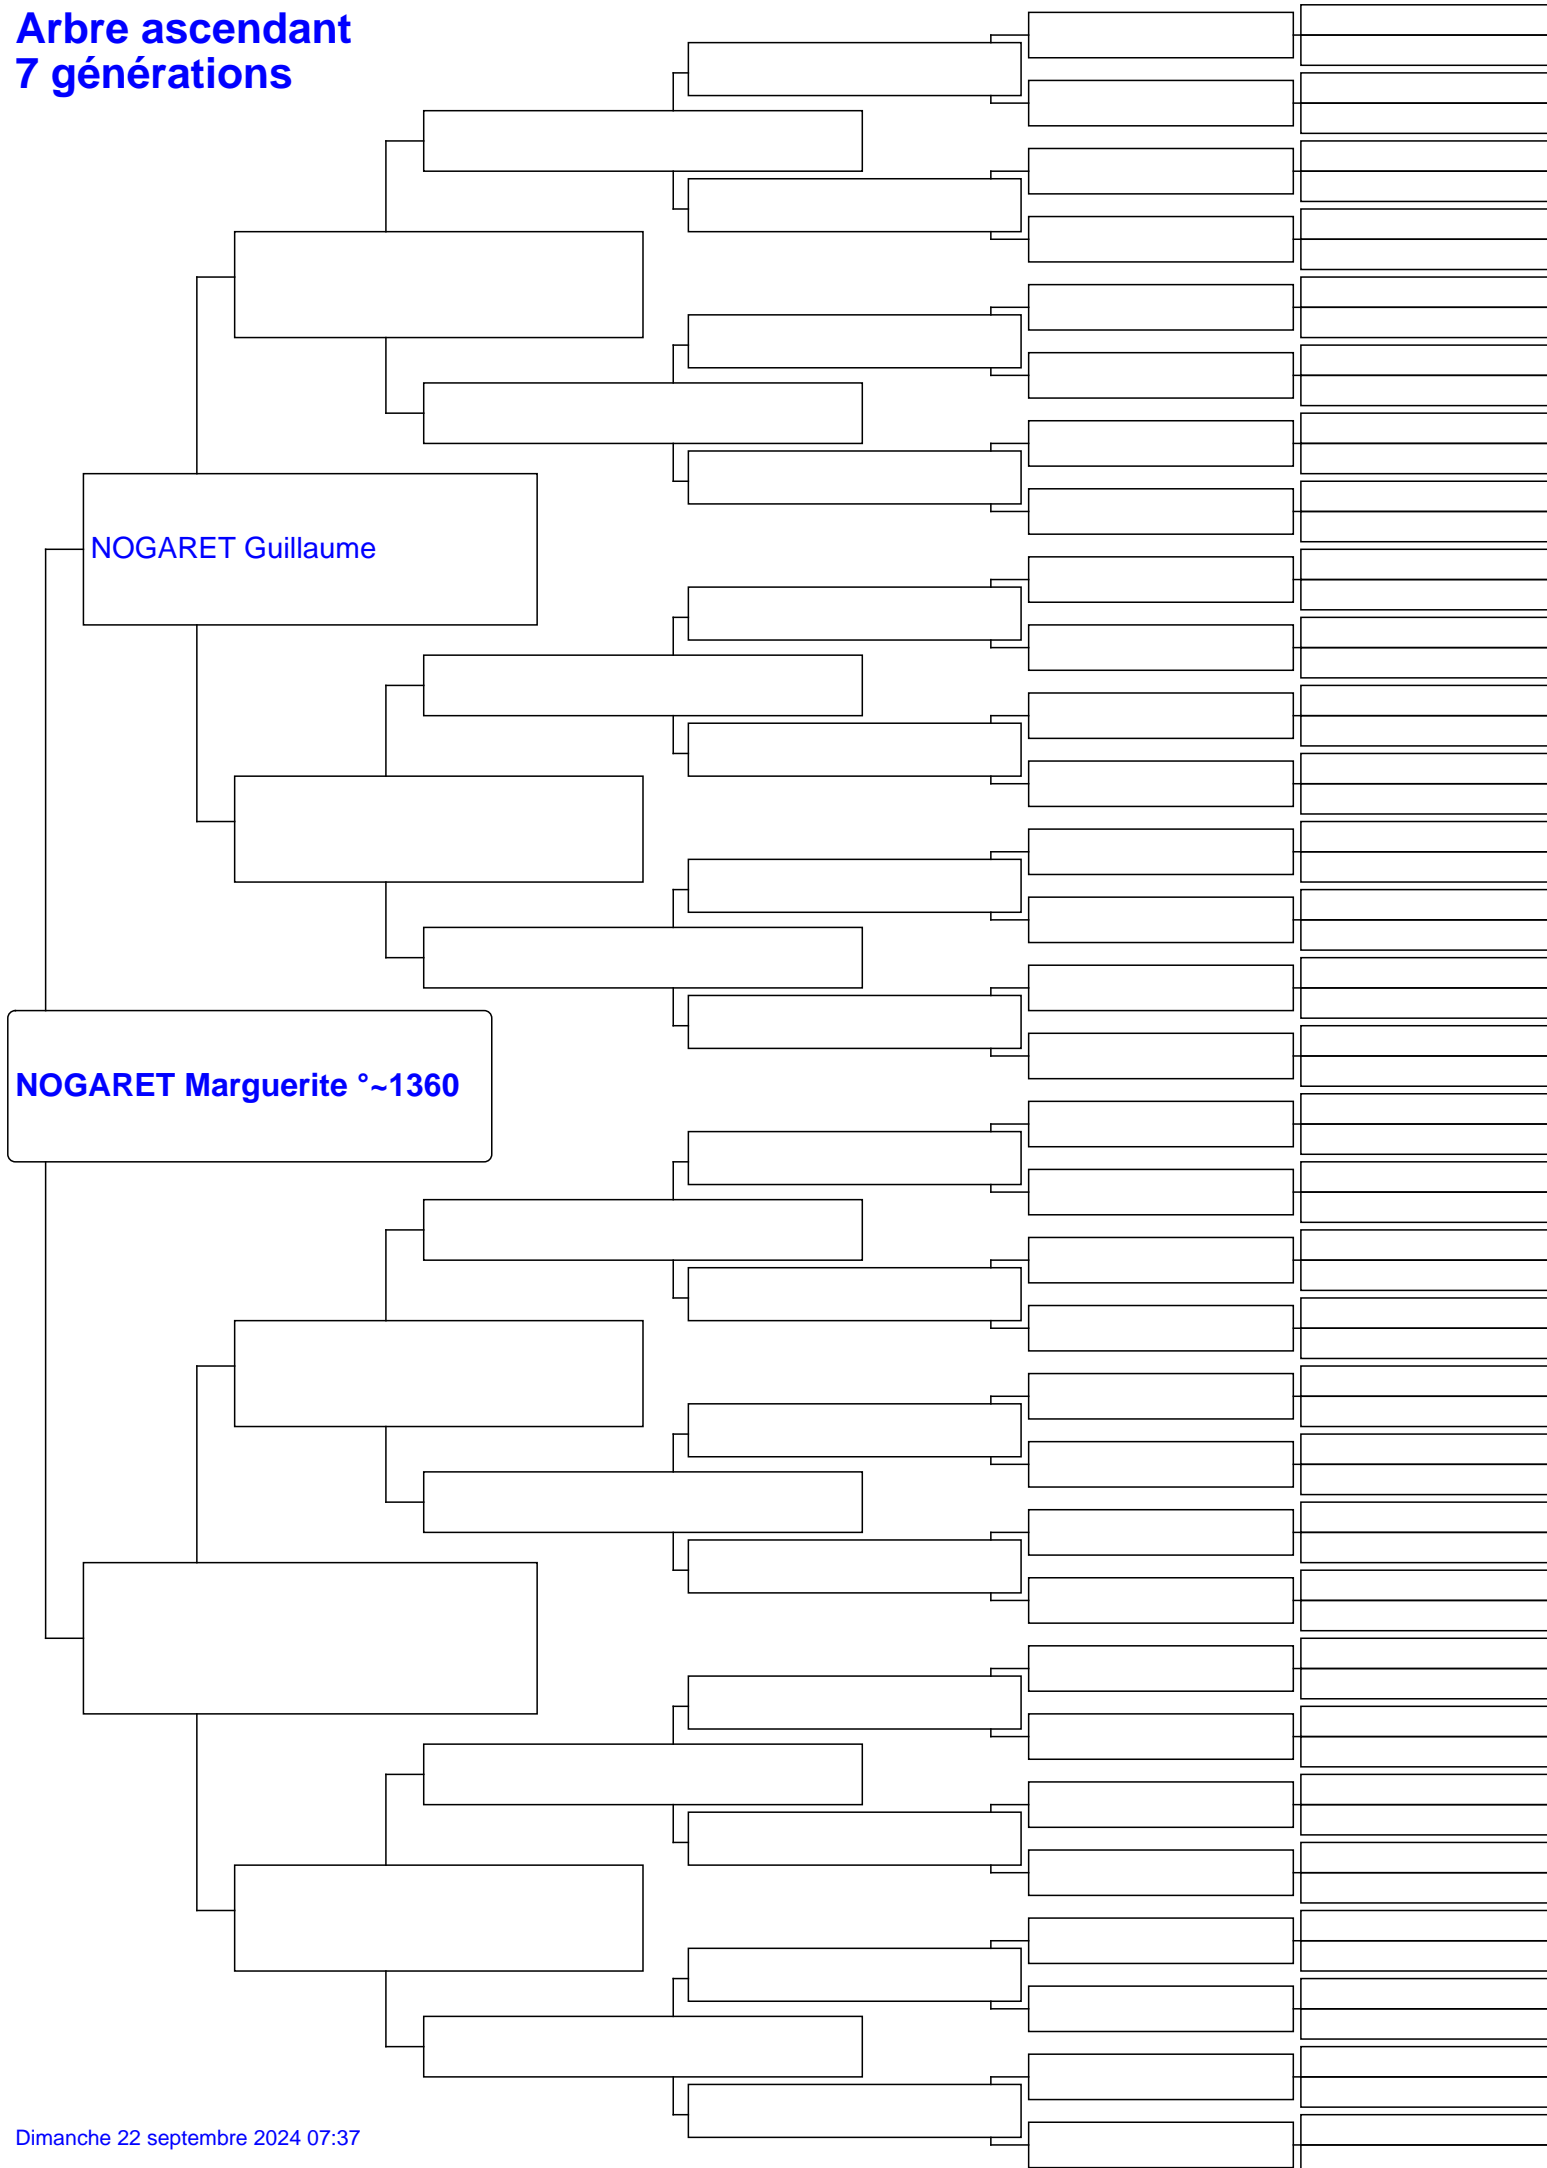 Arbre ascendant
7 générations
NOGARET Guillaume
NOGARET Marguerite °~1360
Dimanche 22 septembre 2024 07:37